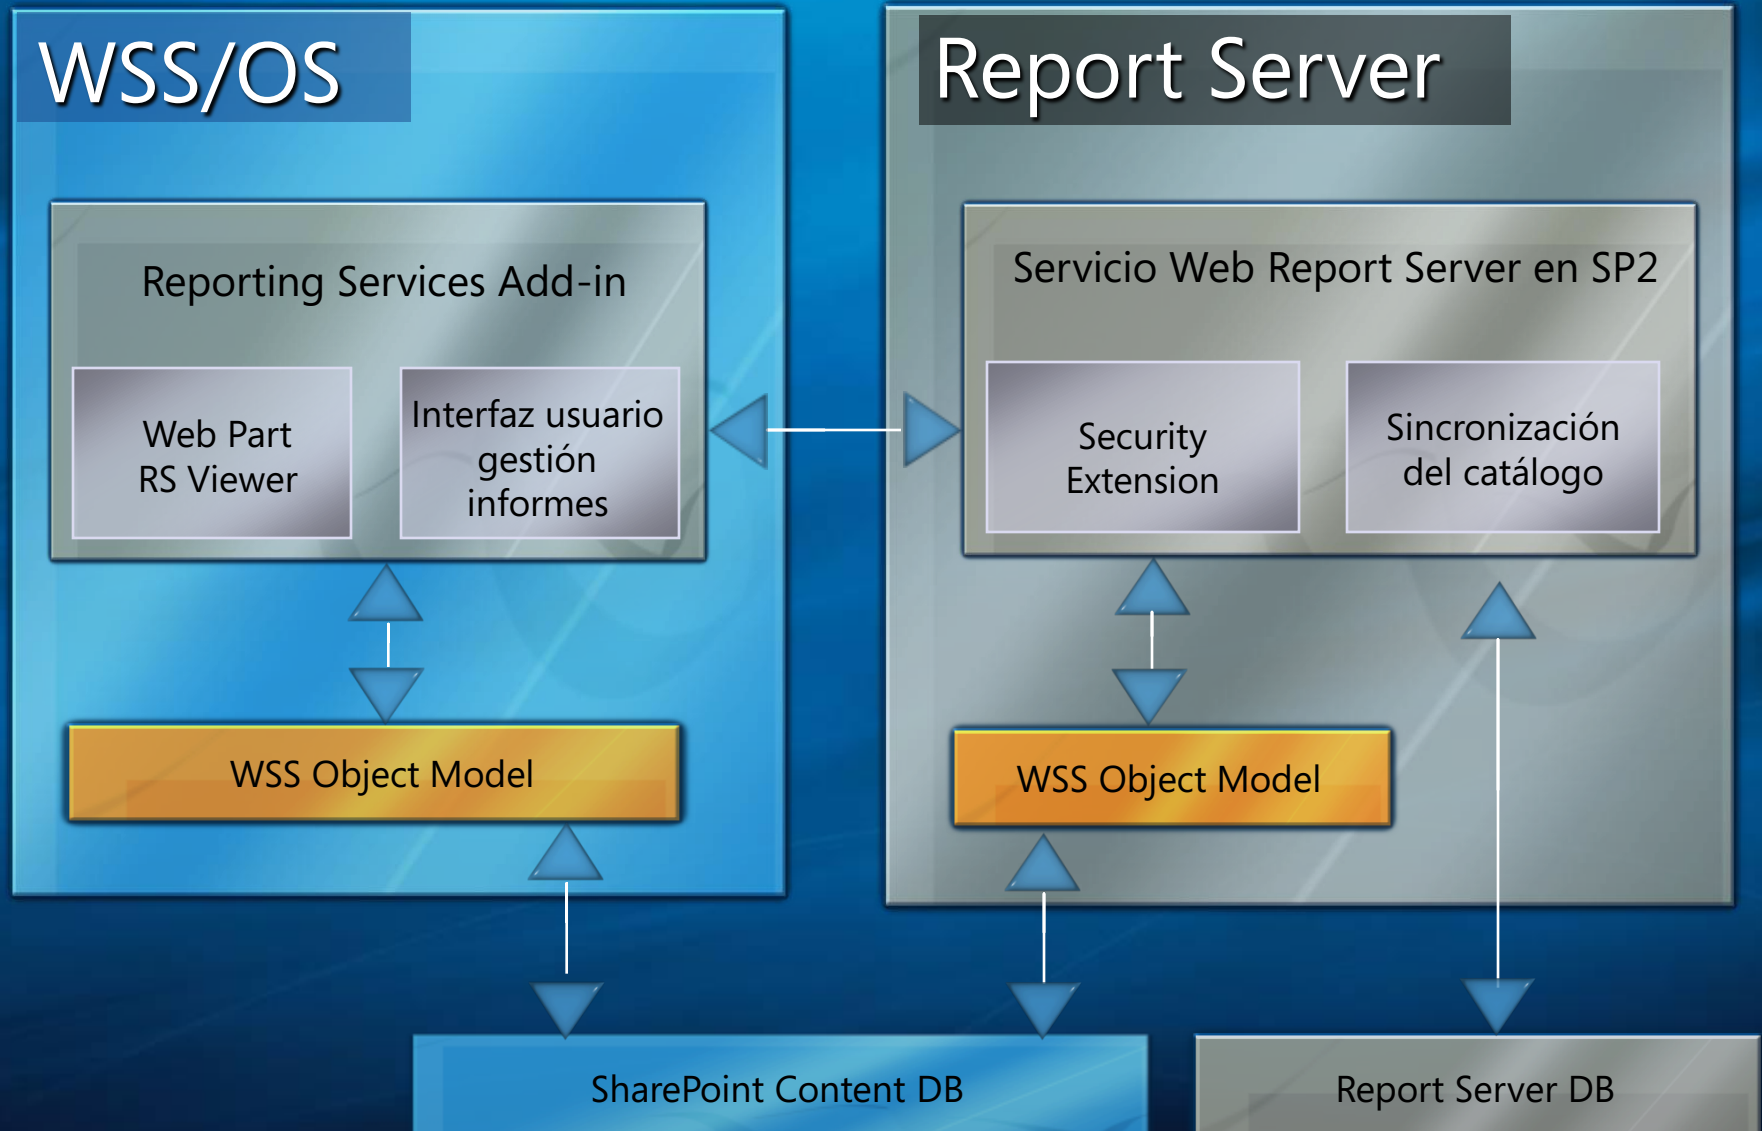 WSS/OS
Report Server
Reporting Services Add-in
Web Part
RS Viewer
Interfaz usuario
gestión
informes
Servicio Web Report Server en SP2
Security
Extension
Sincronización
del catálogo
WSS Object Model
WSS Object Model
SharePoint Content DB
Report Server DB